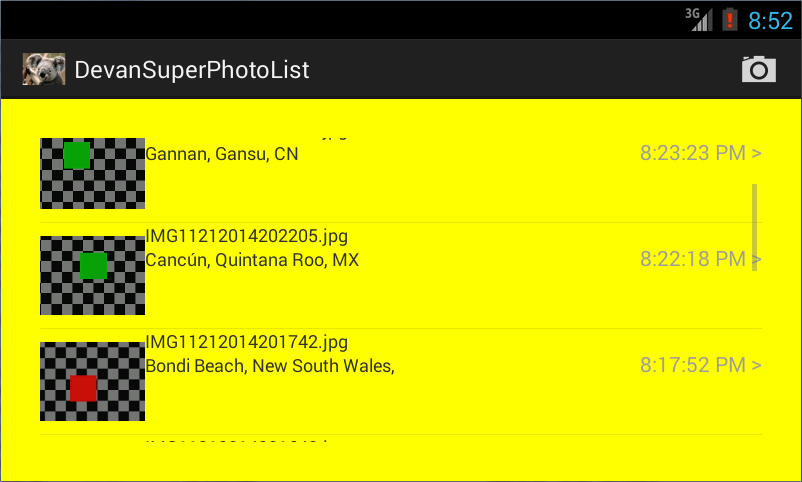 3G 8:52
DevanSuperPhotoList
Gannan, Gansu, CN
8:23:23 PM >
IMG11212014202205.jpg
Cancún, Quintana Roo, MX
8:22:18 PM >
IMG11212014201742.jpg
Bondi Beach, New South Wales,
8:17:52 PM >